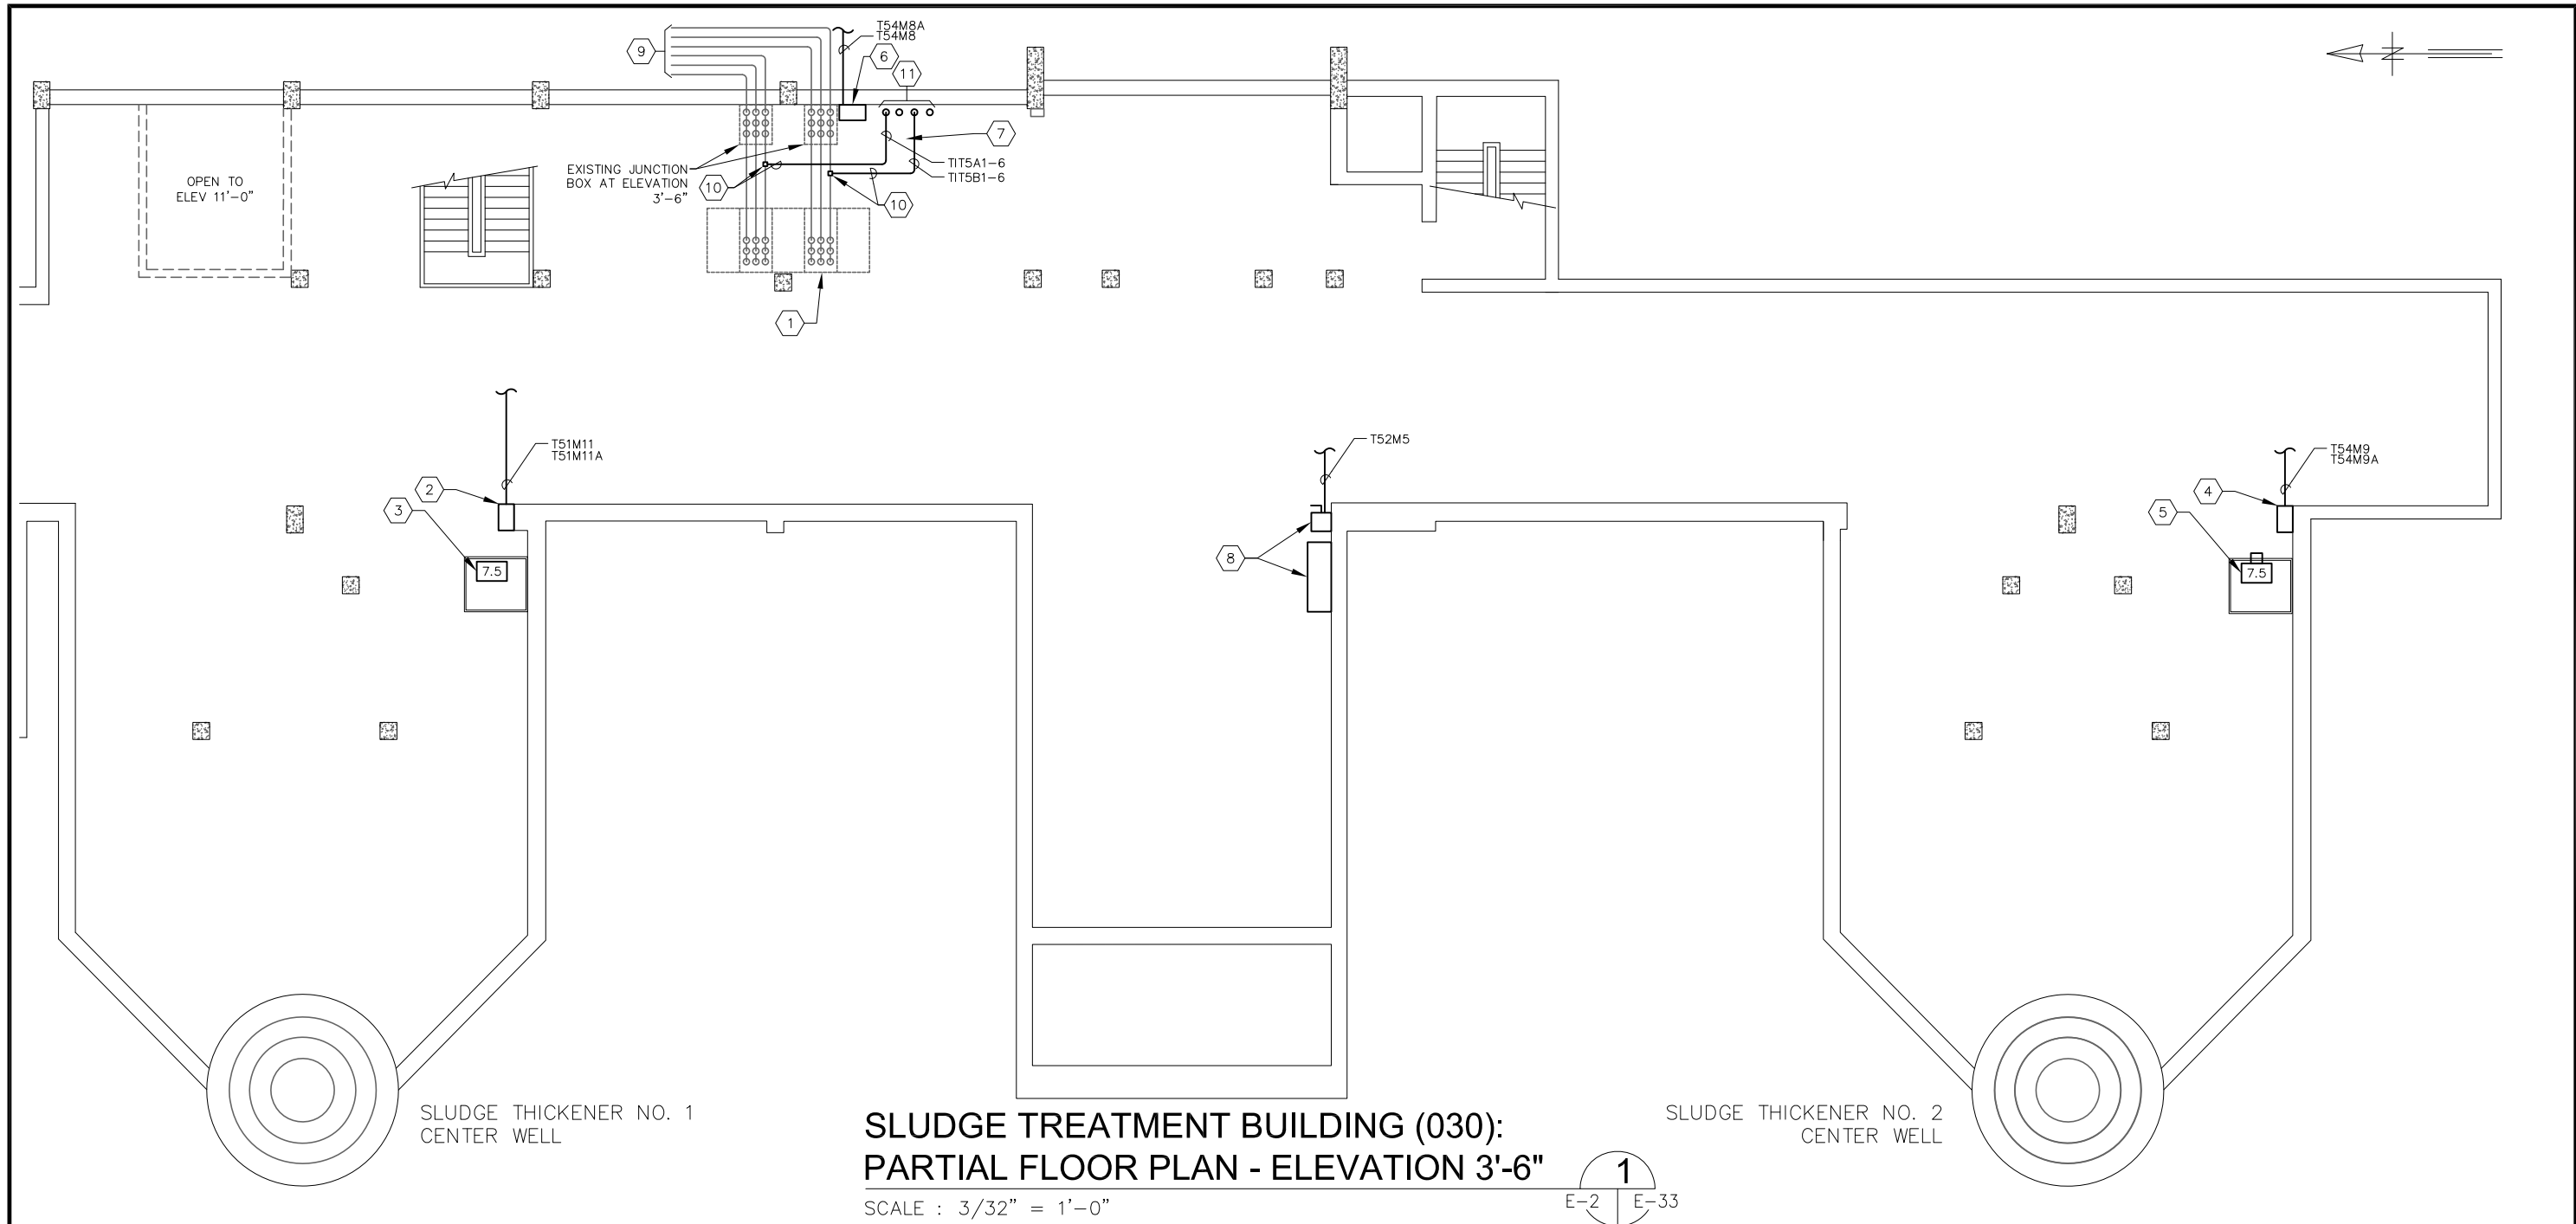 T54M8A
T54M8
9
6
11
7
EXISTING JUNCTION
BOX AT ELEVATION
3'-6"
10
TIT5A1-6
TIT5B1-6
10
OPEN TO
ELEV 11'-0"
1
T51M11
T51M11A
2
3
7.5
T52M5
8
T54M9
T54M9A
4
5
7.5
SLUDGE THICKENER NO. 1
CENTER WELL
SLUDGE THICKENER NO. 2
CENTER WELL
SLUDGE TREATMENT BUILDING (030):
PARTIAL FLOOR PLAN - ELEVATION 3'-6"
1
E-2 E-33
SCALE : 3/32" = 1'-0"